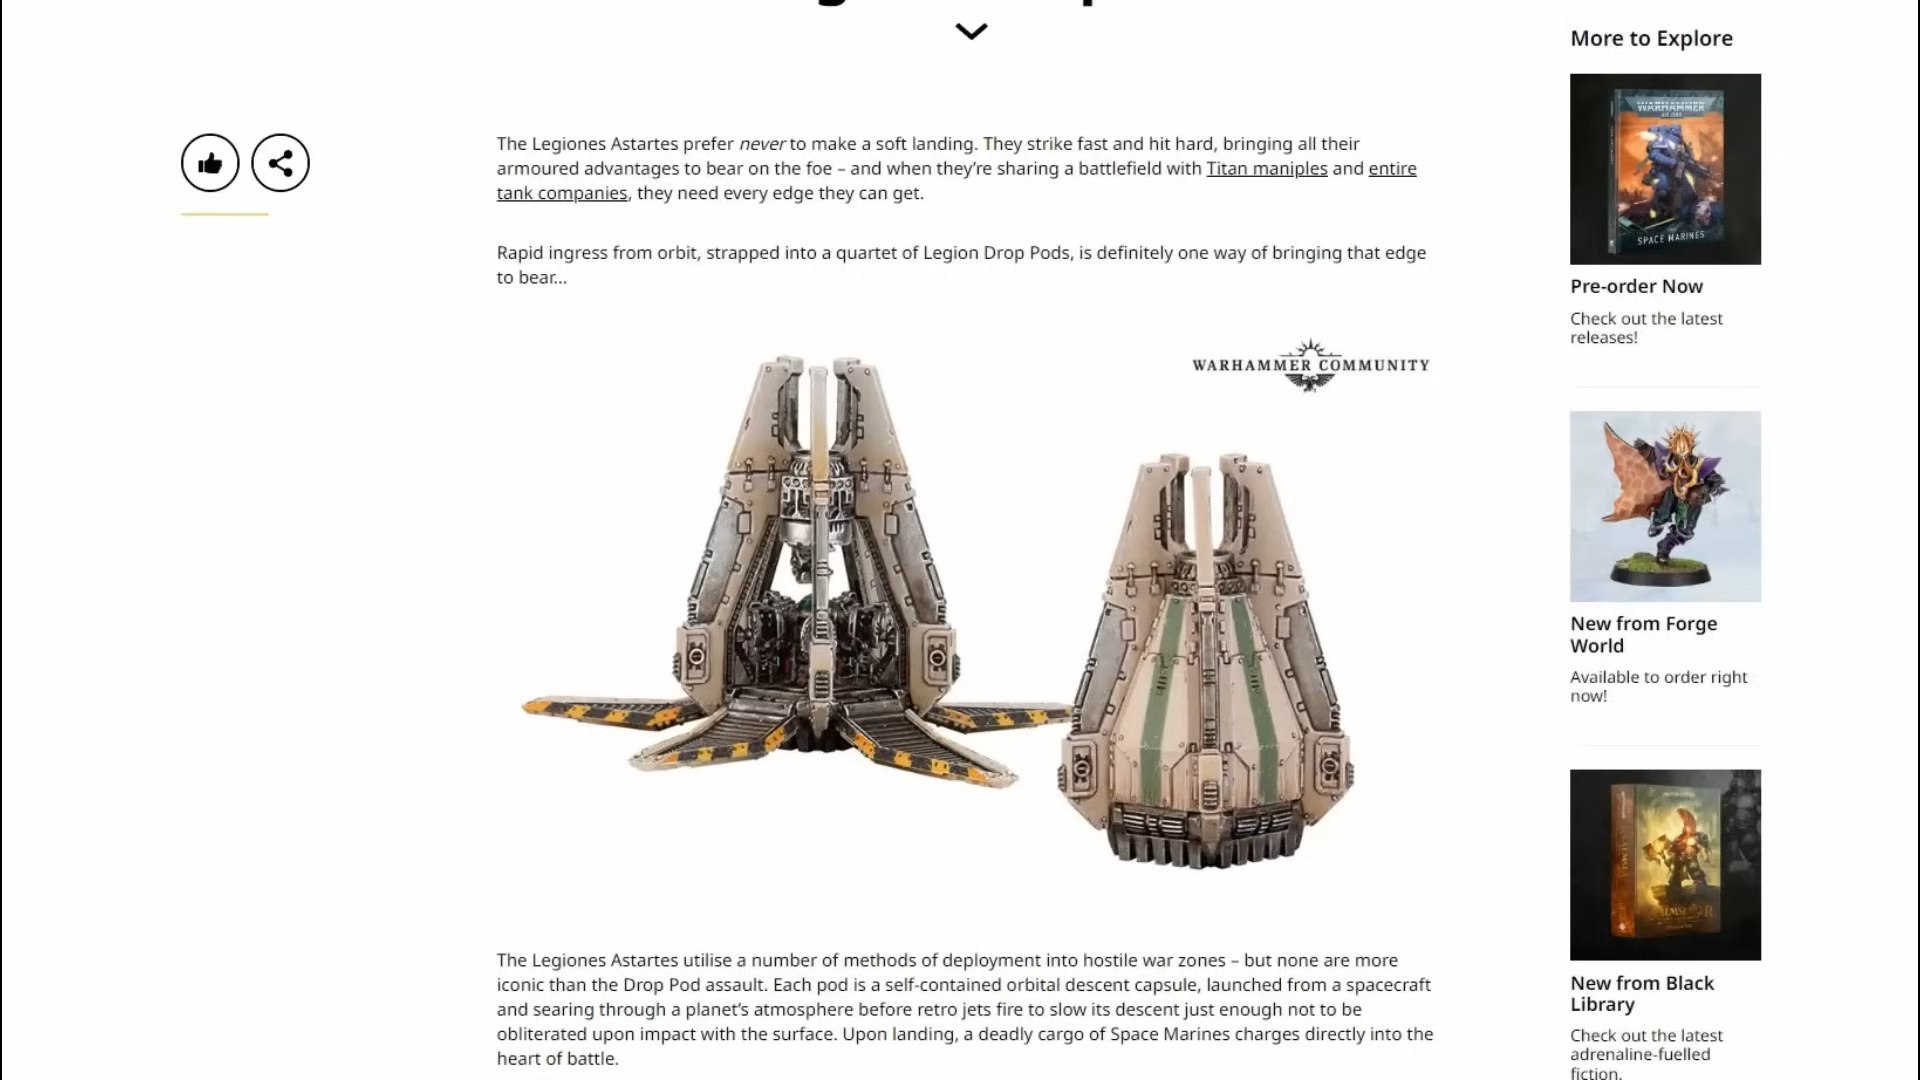 More to Explore
The Legiones Astartes prefer never to make a soft landing. They strike fast and hit hard, bringing all their
armoured advantages to bear on the foe – and when they’re sharing a battlefield with Titan maniples and entire
tank companies, they need every edge they can get.
Rapid ingress from orbit, strapped into a quartet of Legion Drop Pods, is definitely one way of bringing that edge
to bear...
WARHAMMER COMMUNITY
The Legiones Astartes utilise a number of methods of deployment into hostile war zones – but none are more
iconic than the Drop Pod assault. Each pod is a self-contained orbital descent capsule, launched from a spacecraft
and searing through a planet’s atmosphere before retro jets fire to slow its descent just enough not to be
obliterated upon impact with the surface. Upon landing, a deadly cargo of Space Marines charges directly into the
heart of battle.
WARHAMMER
SPACE MARINES
Pre-order Now
Check out the latest
releases!
New from Forge
World
Available to order right
now!
New from Black
Library
Check out the latest
adrenaline-fuelled
fiction.